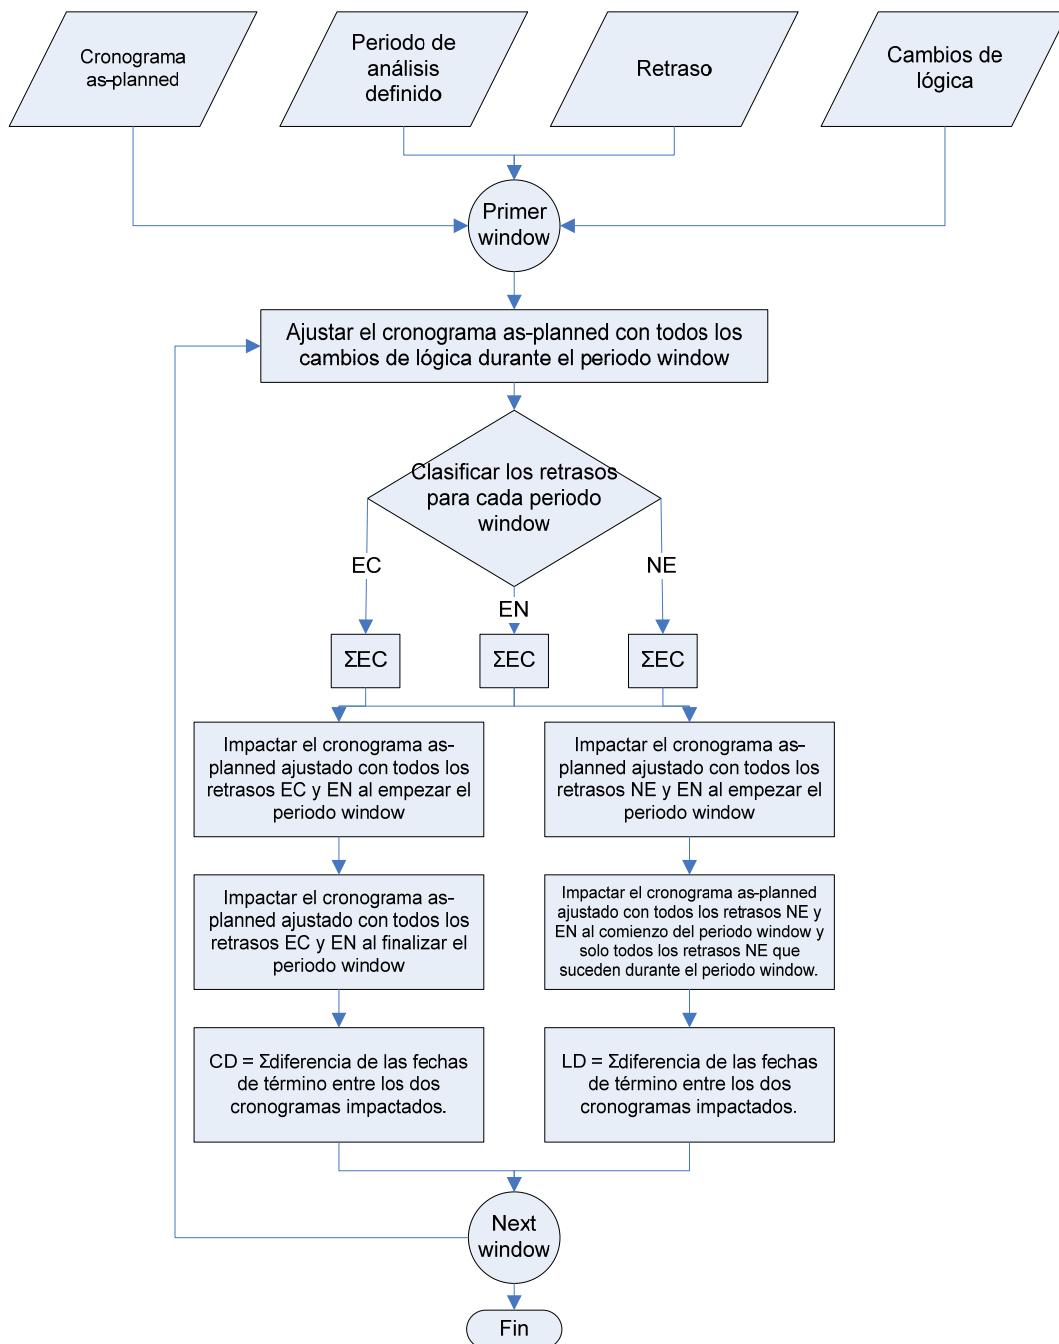 Cronograma
as-planned
Periodo de
análisis
definido
Retraso
Cambios de
lógica
Primer
window
Ajustar el cronograma as-planned con todos los
cambios de lógica durante el periodo window
Clasificar los retrasos
para cada periodo
window
EC
EN
NE
ΣEC
ΣEC
ΣEC
Impactar el cronograma as-
planned ajustado con todos los
retrasos EC y EN al empezar el
periodo window
Impactar el cronograma as-
planned ajustado con todos los
retrasos NE y EN al empezar el
periodo window
Impactar el cronograma as-
planned ajustado con todos los
retrasos EC y EN al finalizar el
periodo window
Impactar el cronograma as-planned
ajustado con todos los retrasos NE y
EN al comienzo del periodo window y
solo todos los retrasos NE que
suceden durante el periodo window.
CD = Σdiferencia de las fechas
de término entre los dos
cronogramas impactados.
LD = Σdiferencia de las fechas
de término entre los dos
cronogramas impactados.
Next
window
Fin